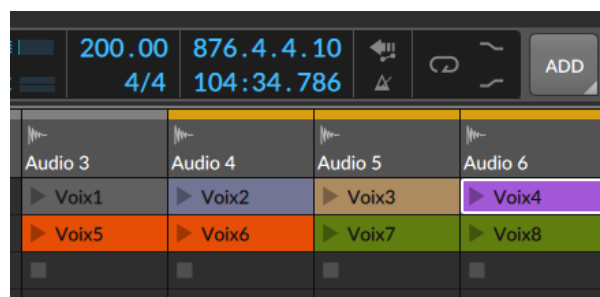 200.00 876.4.4.10
4/4 104:34.786
ADD
Audio 3 Audio 4 Audio 5 Audio 6
Voix1 Voix2 Voix3 Voix4
Voix5 Voix6 Voix7 Voix8